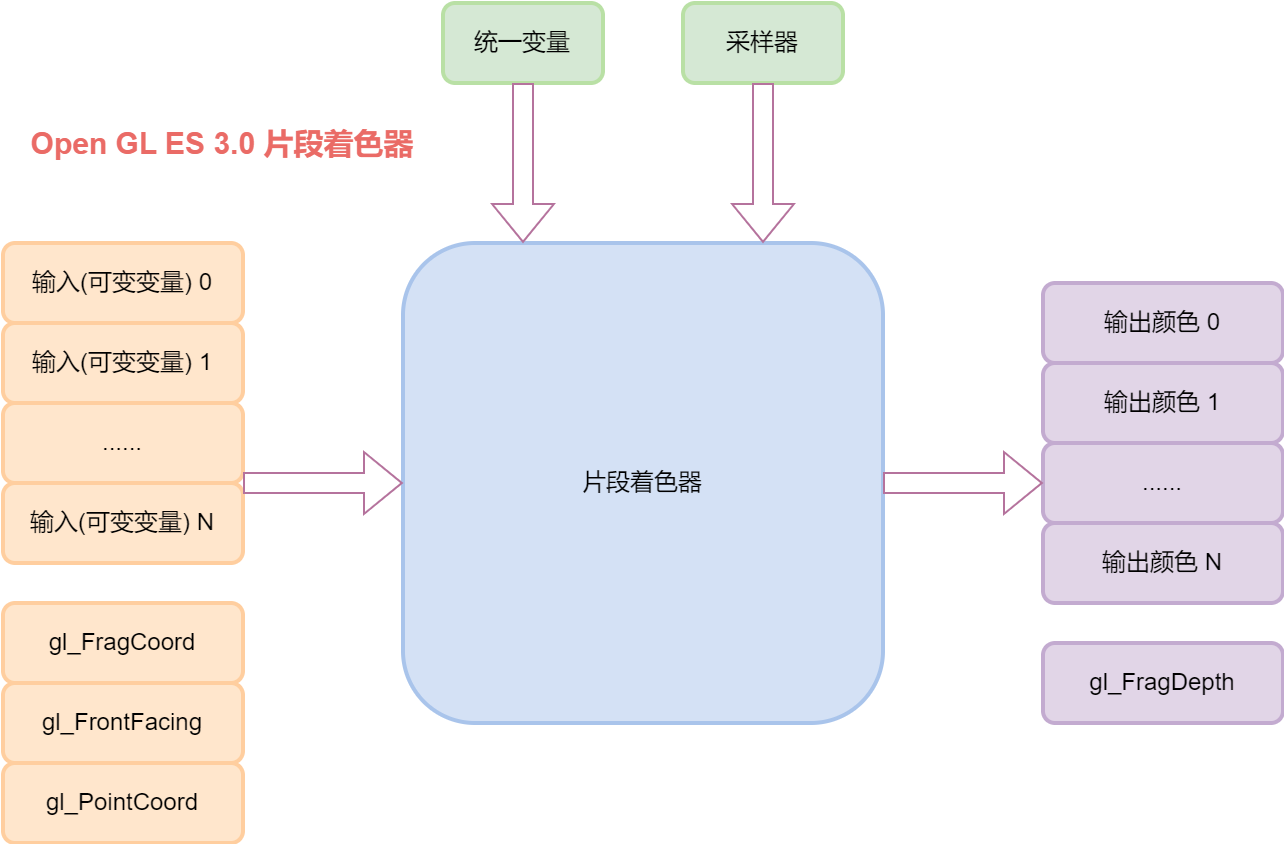 统一变量
采样器
Open GL ES 3.0 片段着色器
输入(可变变量) 0
输入(可变变量) 1
......
输入(可变变量) N
gl_FragCoord
gl_FrontFacing
gl_PointCoord
片段着色器
输出颜色 0
输出颜色 1
......
输出颜色 N
gl_FragDepth